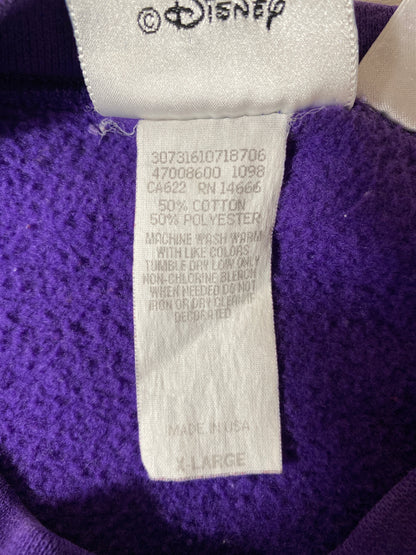 © Disney
30731610718706
47008600 1098
CA622 RN 14666
50% COTTON
50% POLYESTER
MACHINE WASH WARM
WITH LIKE COLORS
TUMBLE DRY LOW ONLY
NON-CHLORINE BLEACH
WHEN NEEDED DO NOT
IRON OR DRY CLEAN IF
DECORATED
MADE IN USA
X-LARGE